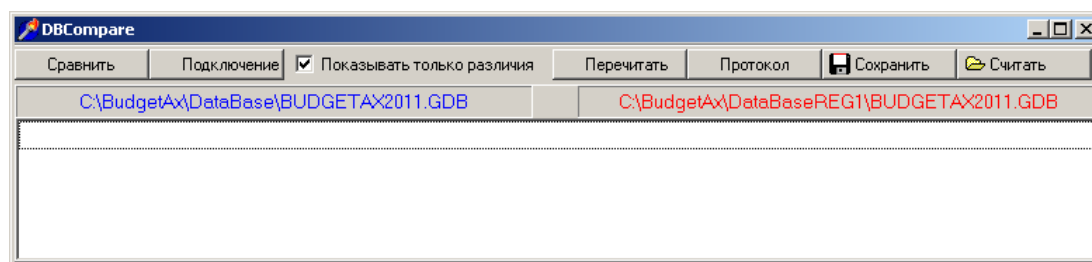 DBCompare
Сравнить Подключение Показывать только различия Перечитать Протокол Сохранить Считать
C:\BudgetAx\DataBase\BUDGETAX2011.GDB C:\BudgetAx\DataBaseREG1\BUDGETAX2011.GDB